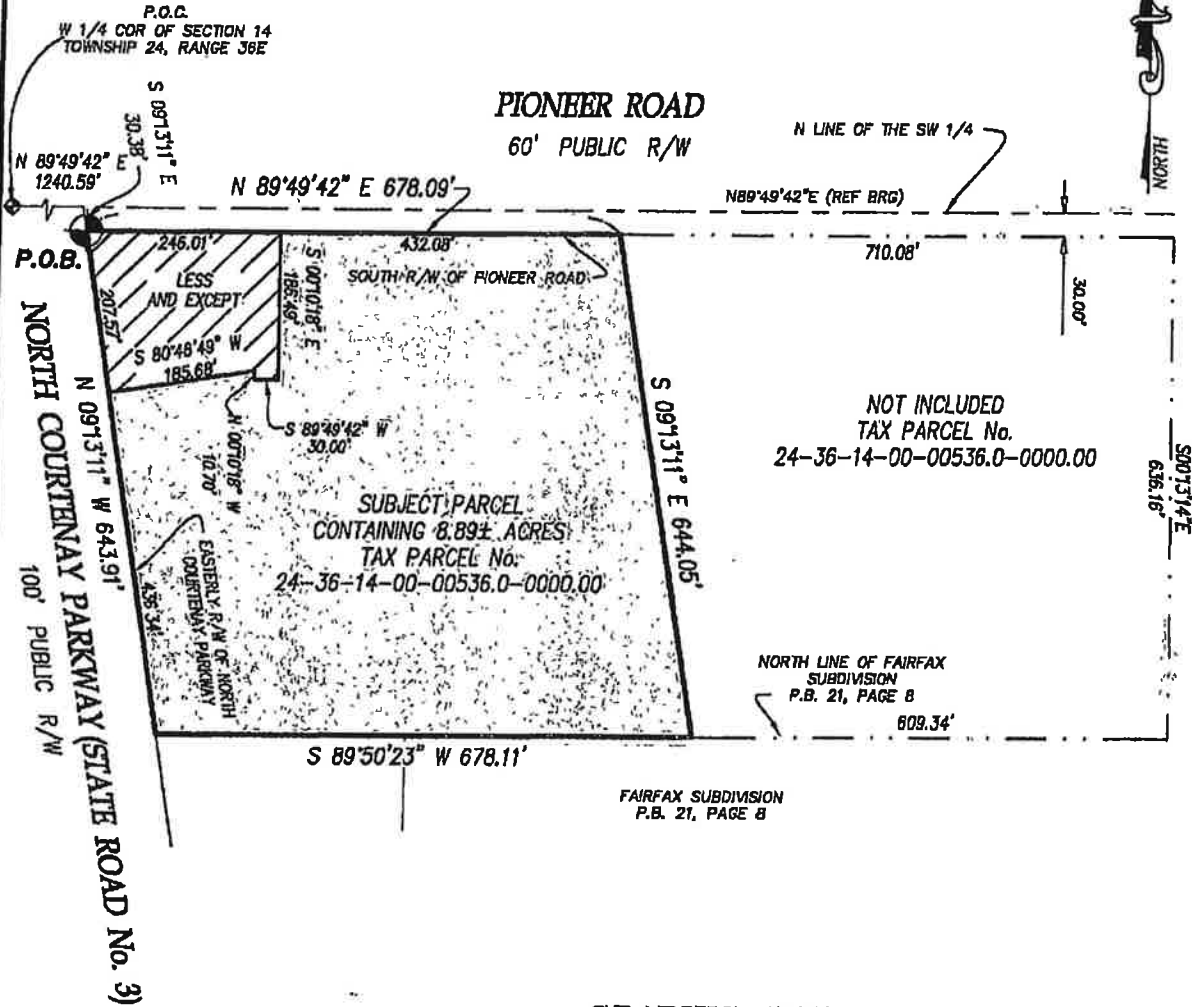 P.O.C.
W 1/4 COR OF SECTION 14
TOWNSHIP 24, RANGE 36E
S 09°13'11" E
30.38'
N 89°49'42" E
1240.59'
PIONEER ROAD
60' PUBLIC R/W
N LINE OF THE SW 1/4
NORTH
N 89°49'42" E 678.09'
N89°49'42"E (REF BRG)
P.O.B.
246.01'
432.08'
710.08'
LESS
AND EXCEPT
S 00°10'18" E
186.49'
SOUTH R/W OF PIONEER ROAD
30.00'
207.57'
S 80°48'49" W
185.68'
S 89°49'42" W
30.00'
N 00°10'18" W
10.70'
S 09°13'11" E 644.05'
NOT INCLUDED
TAX PARCEL No.
24-36-14-00-00536.0-0000.00
S00°13'14"E
636.16'
SUBJECT PARCEL
CONTAINING 8.89± ACRES
TAX PARCEL No.
24-36-14-00-00536.0-0000.00
N 09°13'11" W 643.91'
436.34'
EASTERLY R/W OF NORTH
COURTENAY PARKWAY
NORTH COURTENAY PARKWAY (STATE ROAD No. 3)
100' PUBLIC R/W
NORTH LINE OF FAIRFAX
SUBDIVISION
P.B. 21, PAGE 8
609.34'
S 89°50'23" W 678.11'
FAIRFAX SUBDIVISION
P.B. 21, PAGE 8